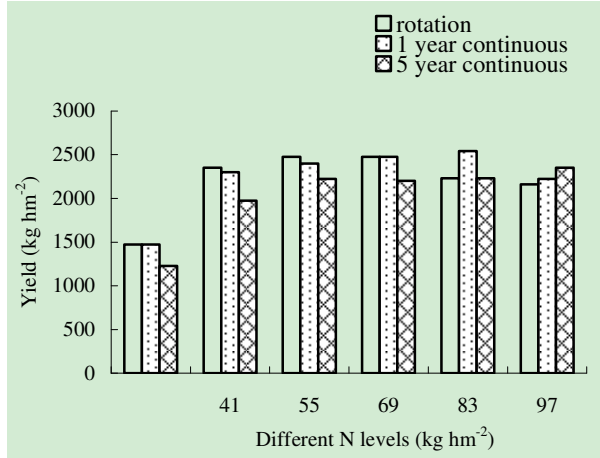 rotation
1 year continuous
5 year continuous
3000
2500
2000
1500
1000
500
0
Yield (kg hm⁻²)
41 55 69 83 97
Different N levels (kg hm⁻²)